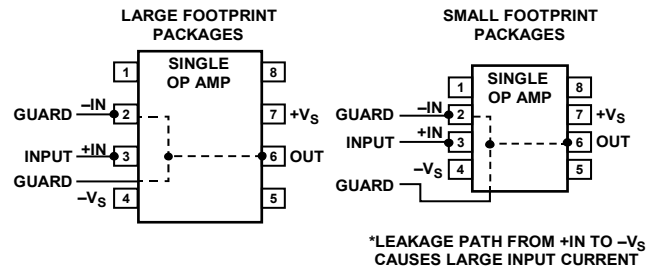 LARGE FOOTPRINT
PACKAGES
SINGLE
OP AMP
1
8
GUARD
–IN
2
7
+VS
INPUT
+IN
3
6
OUT
GUARD
–VS
4
5
SMALL FOOTPRINT
PACKAGES
SINGLE
OP AMP
1
8
GUARD
–IN
2
7
+VS
INPUT
+IN
3
6
OUT
–VS
4
5
GUARD
*LEAKAGE PATH FROM +IN TO –VS
CAUSES LARGE INPUT CURRENT